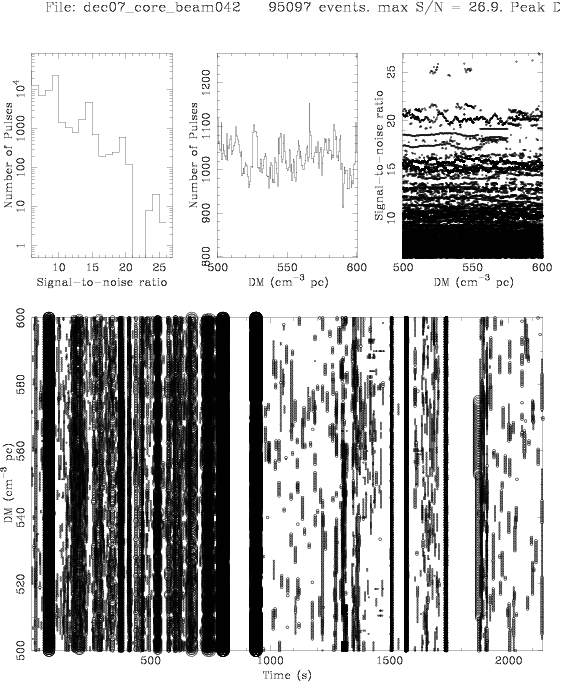 File: dec07_core_beam042 95097 events. max S/N = 26.9. Peak D
Number of Pulses
1 10 100 1000 10⁴
10 15 20 25
Signal-to-noise ratio
Number of Pulses
800 900 1000 1100 1200
500 550 600
DM (cm⁻³ pc)
Signal-to-noise ratio
10 15 20 25
500 550 600
DM (cm⁻³ pc)
DM (cm⁻³ pc)
500 520 540 560 580 600
500 1000 1500 2000
Time (s)